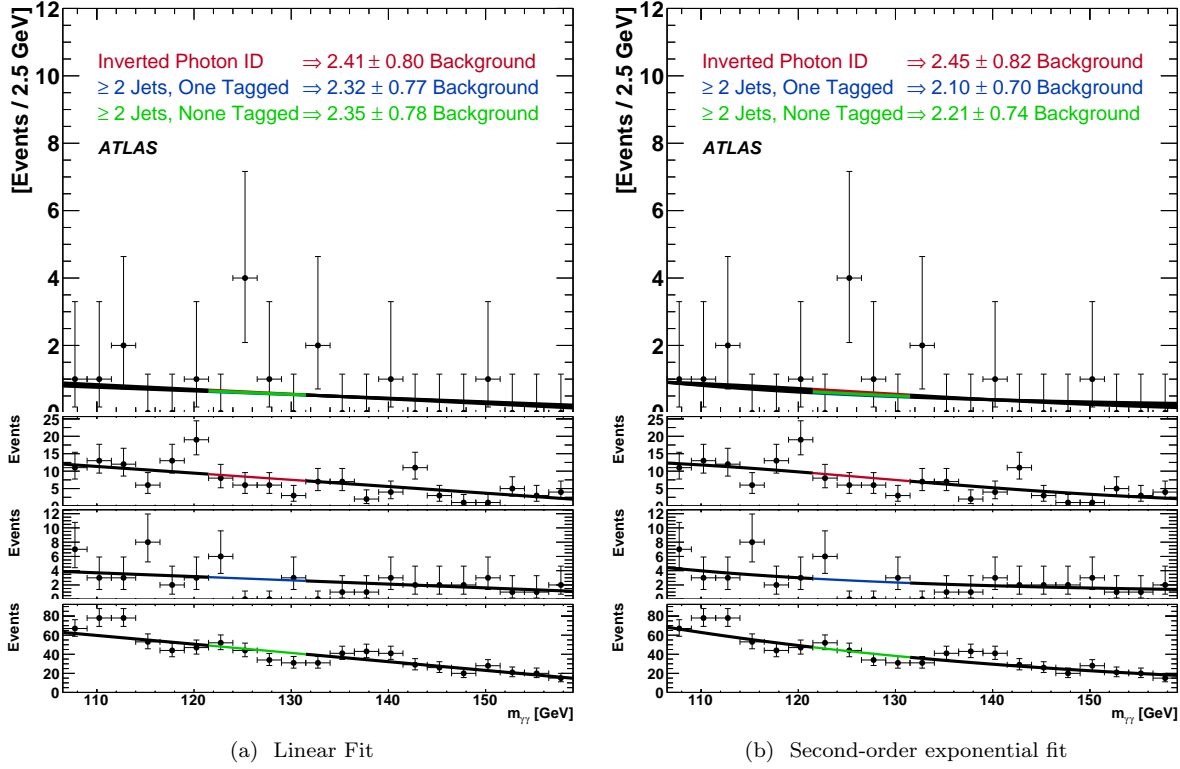 [Events / 2.5 GeV]
12
10
8
6
4
2
0
Inverted Photon ID ⇒ 2.41 ± 0.80 Background
≥ 2 Jets, One Tagged ⇒ 2.32 ± 0.77 Background
≥ 2 Jets, None Tagged ⇒ 2.35 ± 0.78 Background
ATLAS
Events
25
20
15
10
5
0
Events
12
10
8
6
4
2
0
Events
80
60
40
20
0
110 120 130 140 150
m_γγ [GeV]
(a) Linear Fit
[Events / 2.5 GeV]
12
10
8
6
4
2
0
Inverted Photon ID ⇒ 2.45 ± 0.82 Background
≥ 2 Jets, One Tagged ⇒ 2.10 ± 0.70 Background
≥ 2 Jets, None Tagged ⇒ 2.21 ± 0.74 Background
ATLAS
Events
25
20
15
10
5
0
Events
12
10
8
6
4
2
0
Events
80
60
40
20
0
110 120 130 140 150
m_γγ [GeV]
(b) Second-order exponential fit